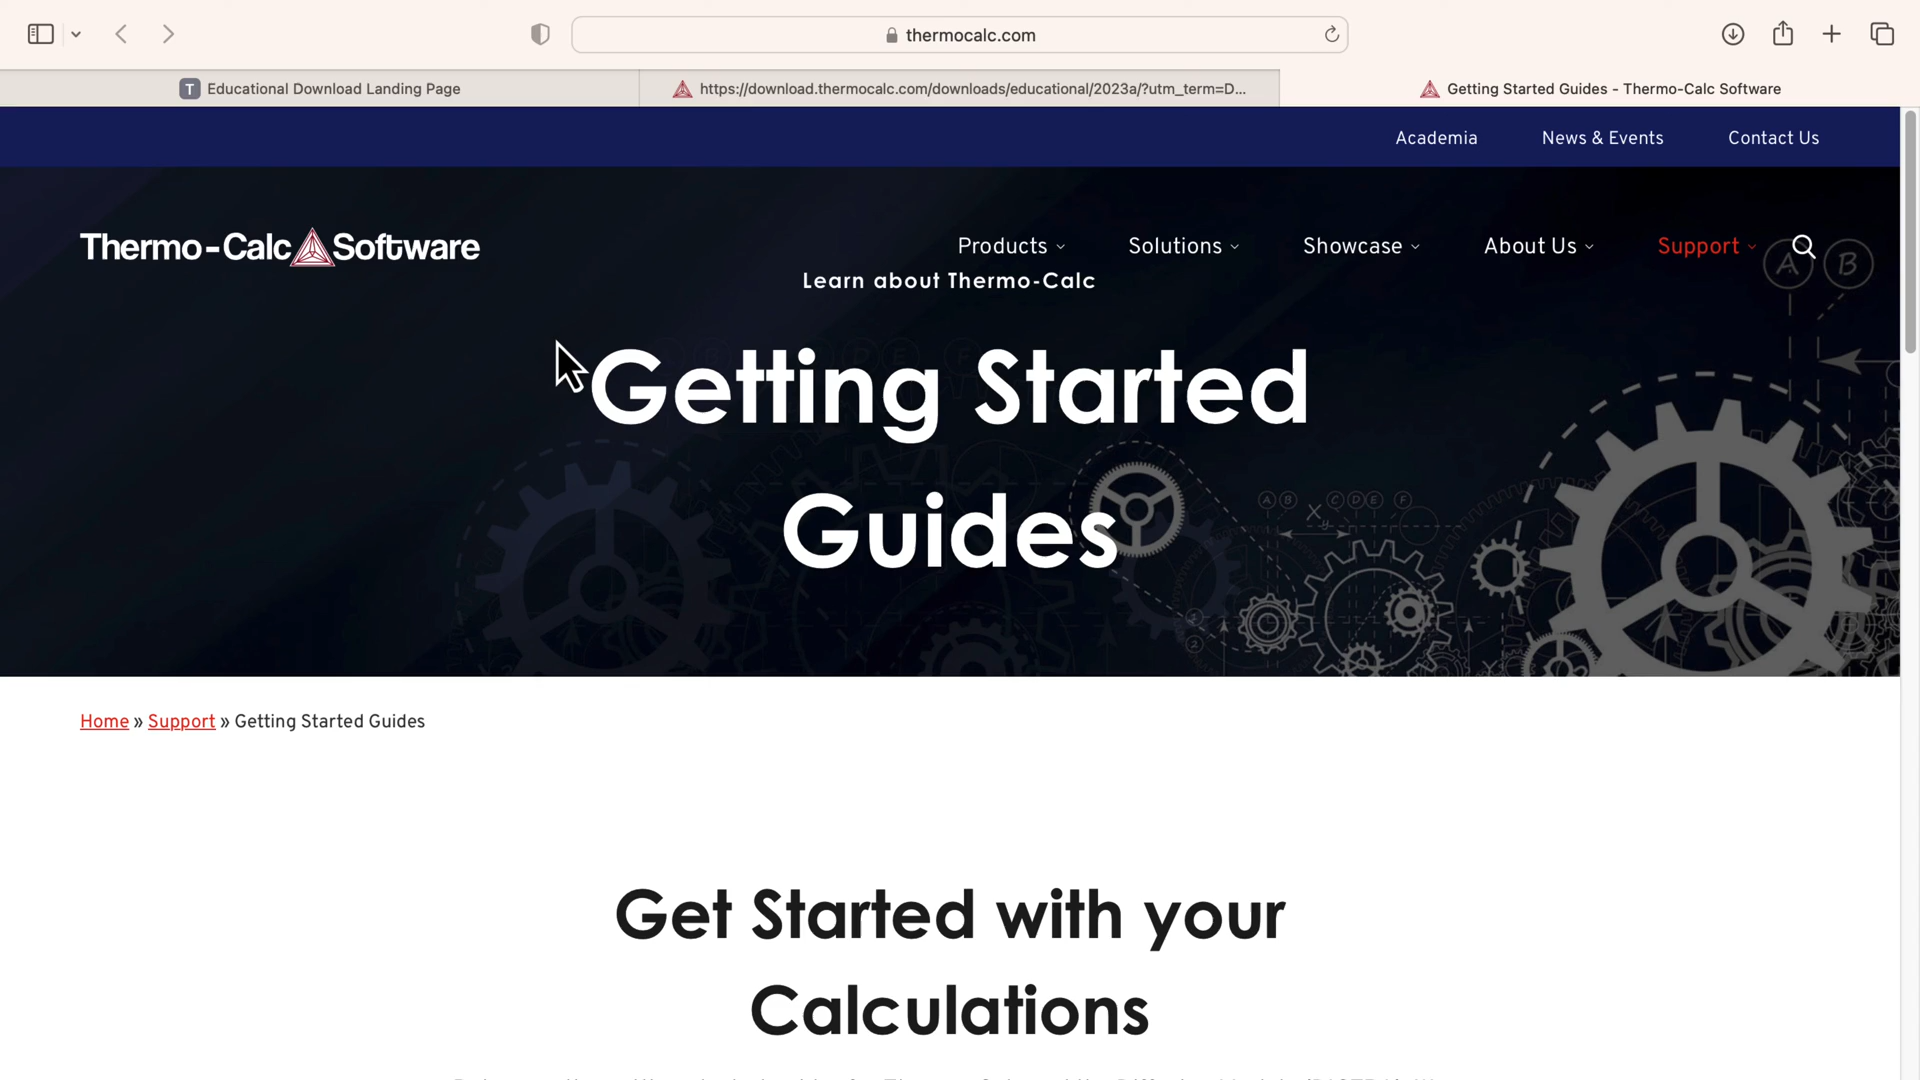 thermocalc.com
T Educational Download Landing Page
https://download.thermocalc.com/downloads/educational/2023a/?utm_term=D...
Getting Started Guides - Thermo-Calc Software
Academia
News & Events
Contact Us
Thermo-Calc Software
Products
Solutions
Showcase
About Us
Support
Learn about Thermo-Calc
A B
Getting Started
Guides
A B C D E F
X
Home » Support » Getting Started Guides
Get Started with your
Calculations